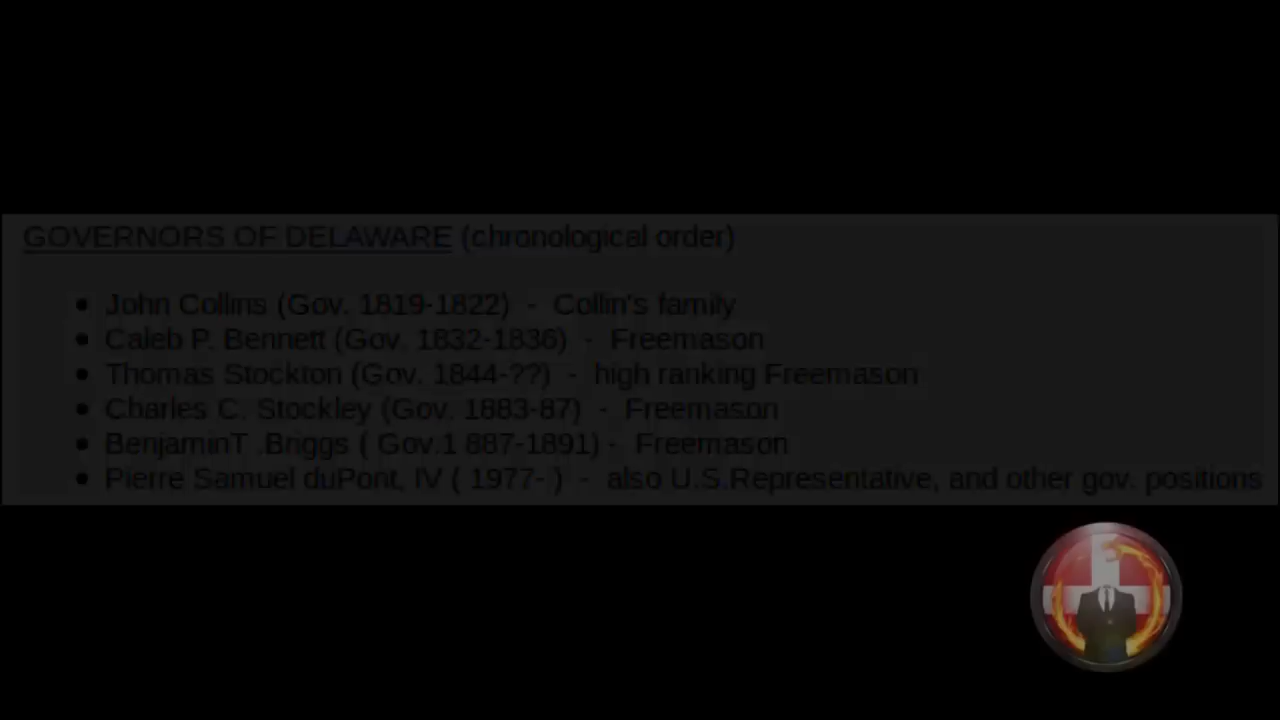 GOVERNORS OF DELAWARE (chronological order)
John Collins (Gov. 1819-1822) - Collin's family
Caleb P. Bennett (Gov. 1832-1836) - Freemason
Thomas Stockton (Gov. 1844-??) - high ranking Freemason
Charles C. Stockley (Gov. 1883-87) - Freemason
BenjaminT .Briggs ( Gov.1 887-1891) - Freemason
Pierre Samuel duPont, IV ( 1977- ) - also U.S.Representative, and other gov. positions